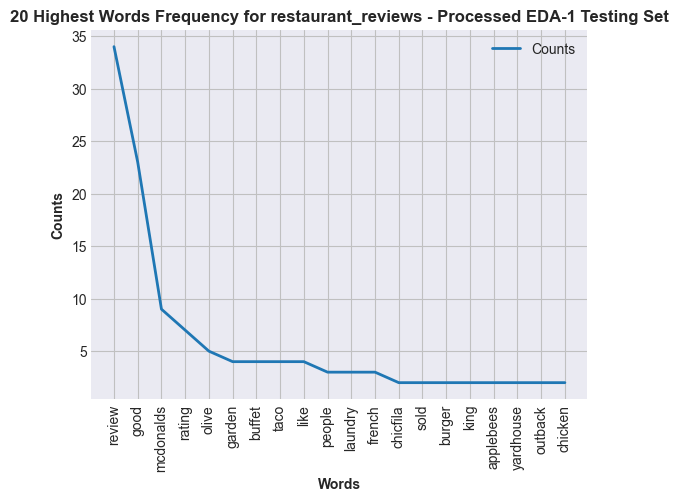 20 Highest Words Frequency for restaurant_reviews - Processed EDA-1 Testing Set
Counts
35
30
25
20
15
10
5
Counts
review
good
mcdonalds
rating
olive
garden
buffet
taco
like
people
laundry
french
chicfila
sold
burger
king
applebees
yardhouse
outback
chicken
Words